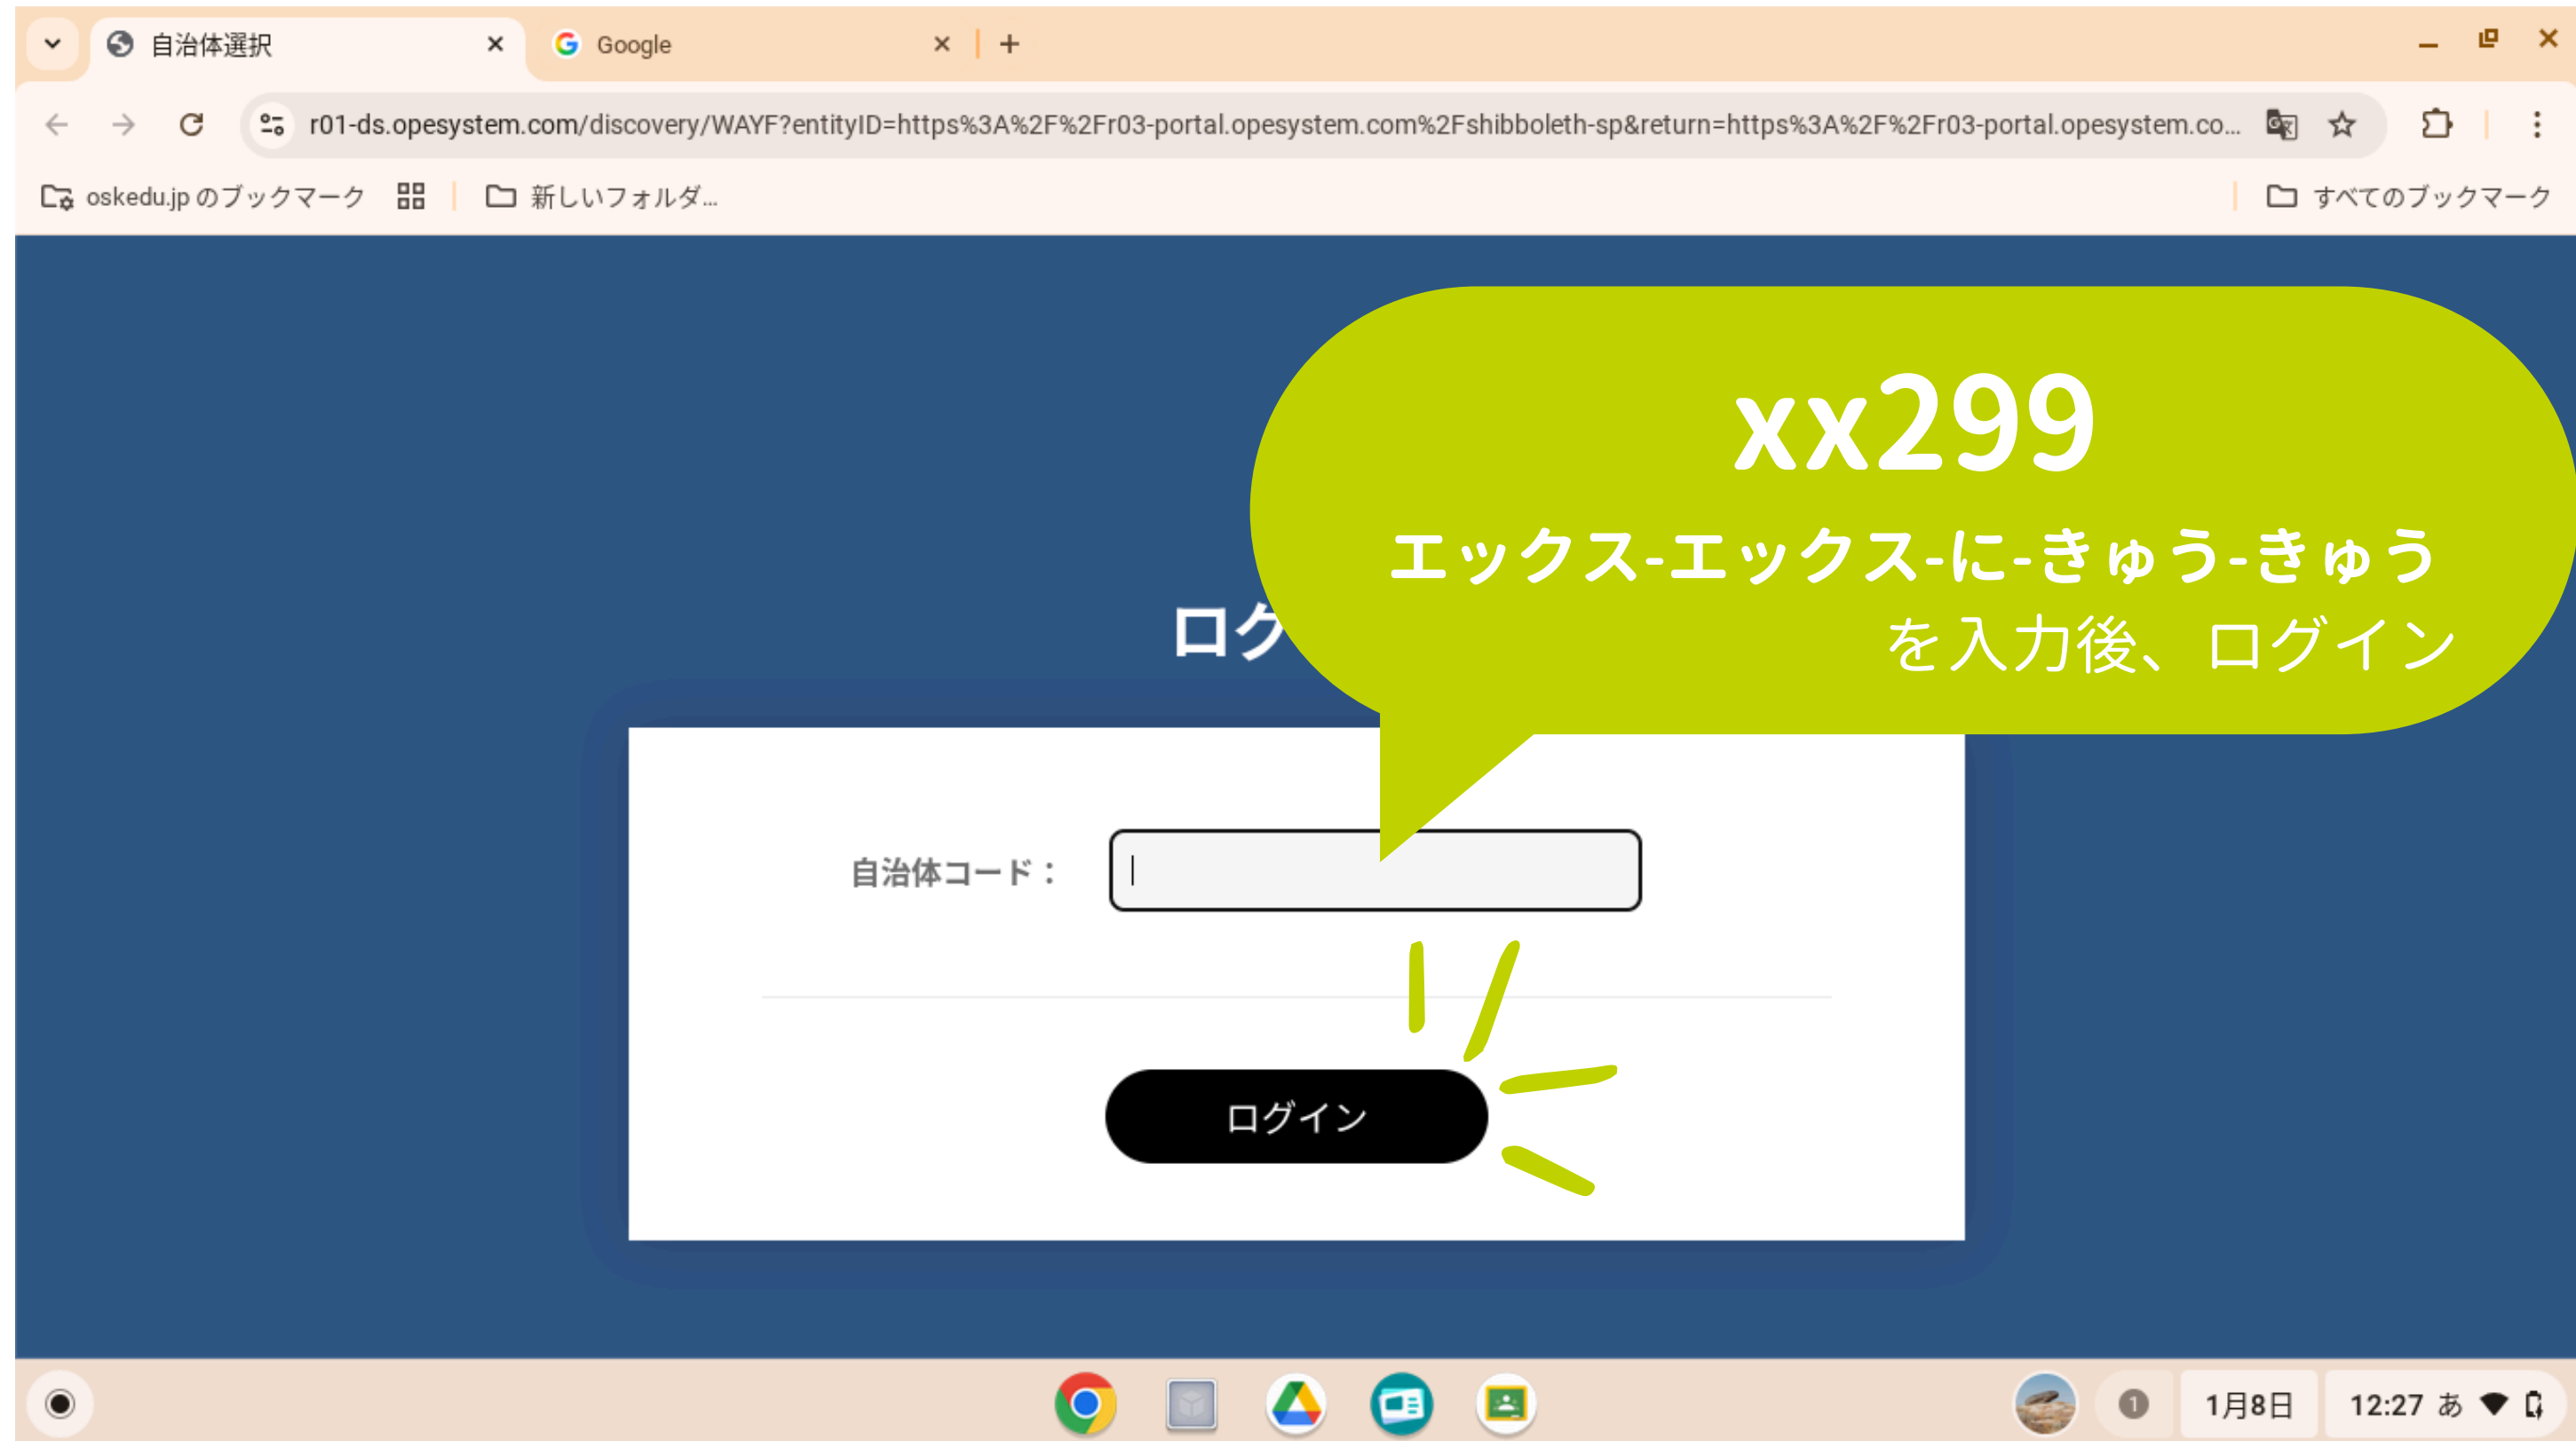 自治体選択
Google
r01-ds.opesystem.com/discovery/WAYF?entityID=https%3A%2F%2Fr03-portal.opesystem.com%2Fshibboleth-sp&return=https%3A%2F%2Fr03-portal.opesystem.co...
oskedu.jp のブックマーク
新しいフォルダ...
すべてのブックマーク
xx299
エックス-エックス-に-きゅう-きゅう
を入力後、ログイン
ログ
自治体コード：
ログイン
1
1月8日
12:27 あ